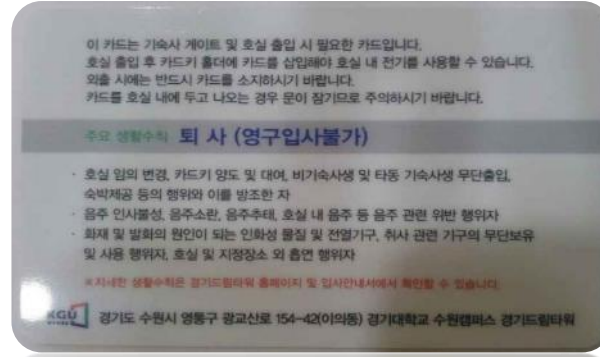 이 카드는 기숙사 게이트 및 호실 출입 시 필요한 카드입니다.
호실 출입 후 카드키 홀더에 카드를 삽입해야 호실 내 전기를 사용할 수 있습니다.
외출 시에는 반드시 카드를 소지하시기 바랍니다.
카드를 호실 내에 두고 나오는 경우 문이 잠기므로 주의하시기 바랍니다.
주요 생활수칙 퇴 사 (영구입사불가)
· 호실 임의 변경, 카드키 양도 및 대여, 비기숙사생 및 타동 기숙사생 무단출입,
숙박제공 등의 행위와 이를 방조한 자
· 음주 인사불성, 음주소란, 음주추태, 호실 내 음주 등 음주 관련 위반 행위자
· 화재 및 발화의 원인이 되는 인화성 물질 및 전열기구, 취사 관련 기구의 무단보유
및 사용 행위자, 호실 및 지정장소 외 흡연 행위자
※자세한 생활수칙은 경기드림타워 홈페이지 및 입사안내서에서 확인할 수 있습니다.
KGU 경기도 수원시 영통구 광교산로 154-42(이의동) 경기대학교 수원캠퍼스 경기드림타워